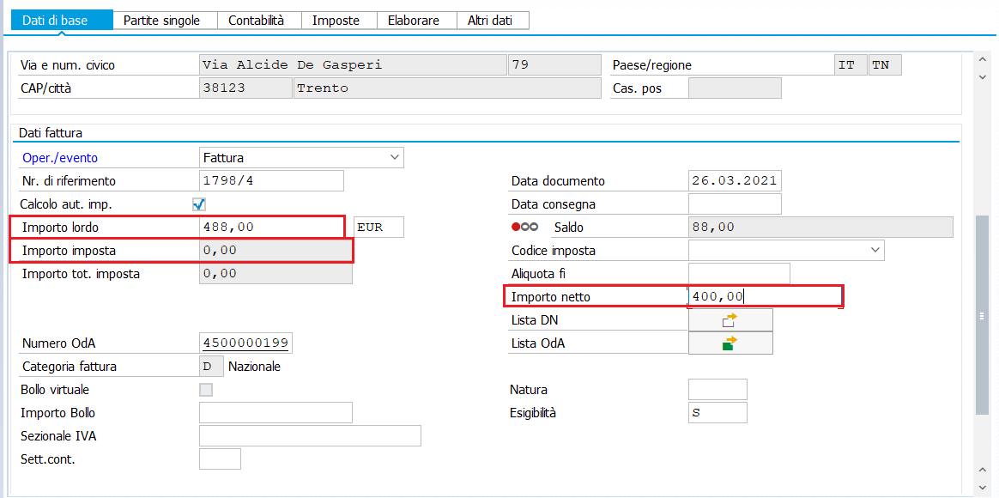 Dati di base Partite singole Contabilità Imposte Elaborare Altri dati
Via e num. civico Via Alcide De Gasperi 79 Paese/regione IT TN
CAP/città 38123 Trento Cas. pos
Dati fattura
Oper./evento Fattura
Nr. di riferimento 1798/4 Data documento 26.03.2021
Calcolo aut. imp. Data consegna
Importo lordo 488,00 EUR Saldo 88,00
Importo imposta 0,00 Codice imposta
Importo tot. imposta 0,00 Aliquota fi
Importo netto 400,00
Lista DN
Numero OdA 4500000199 Lista OdA
Categoria fattura D Nazionale
Bollo virtuale Natura
Importo Bollo Esigibilità S
Sezionale IVA
Sett.cont.